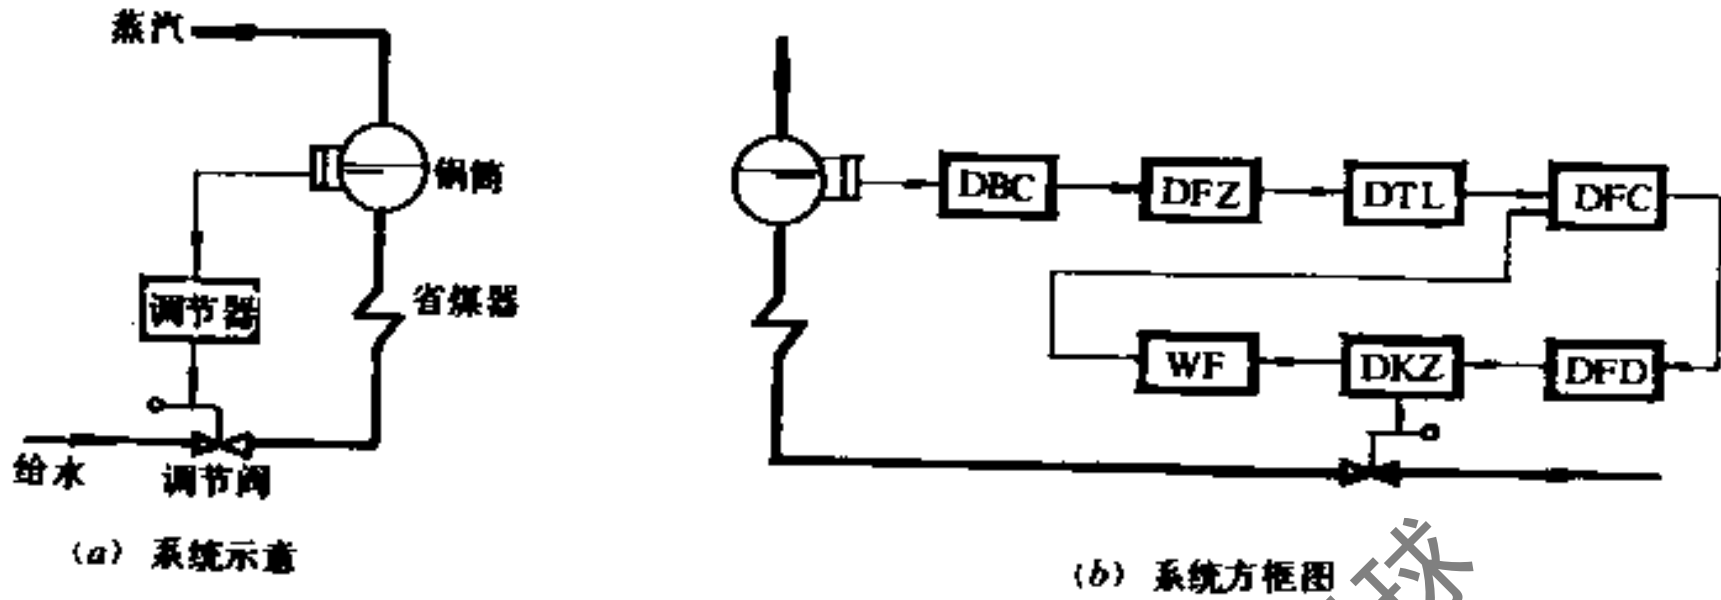 蒸汽
锅筒
调节器
省煤器
给水
调节阀
(a) 系统示意
DBC
DFZ
DTL
DFC
WF
DKZ
DFD
(b) 系统方框图
球